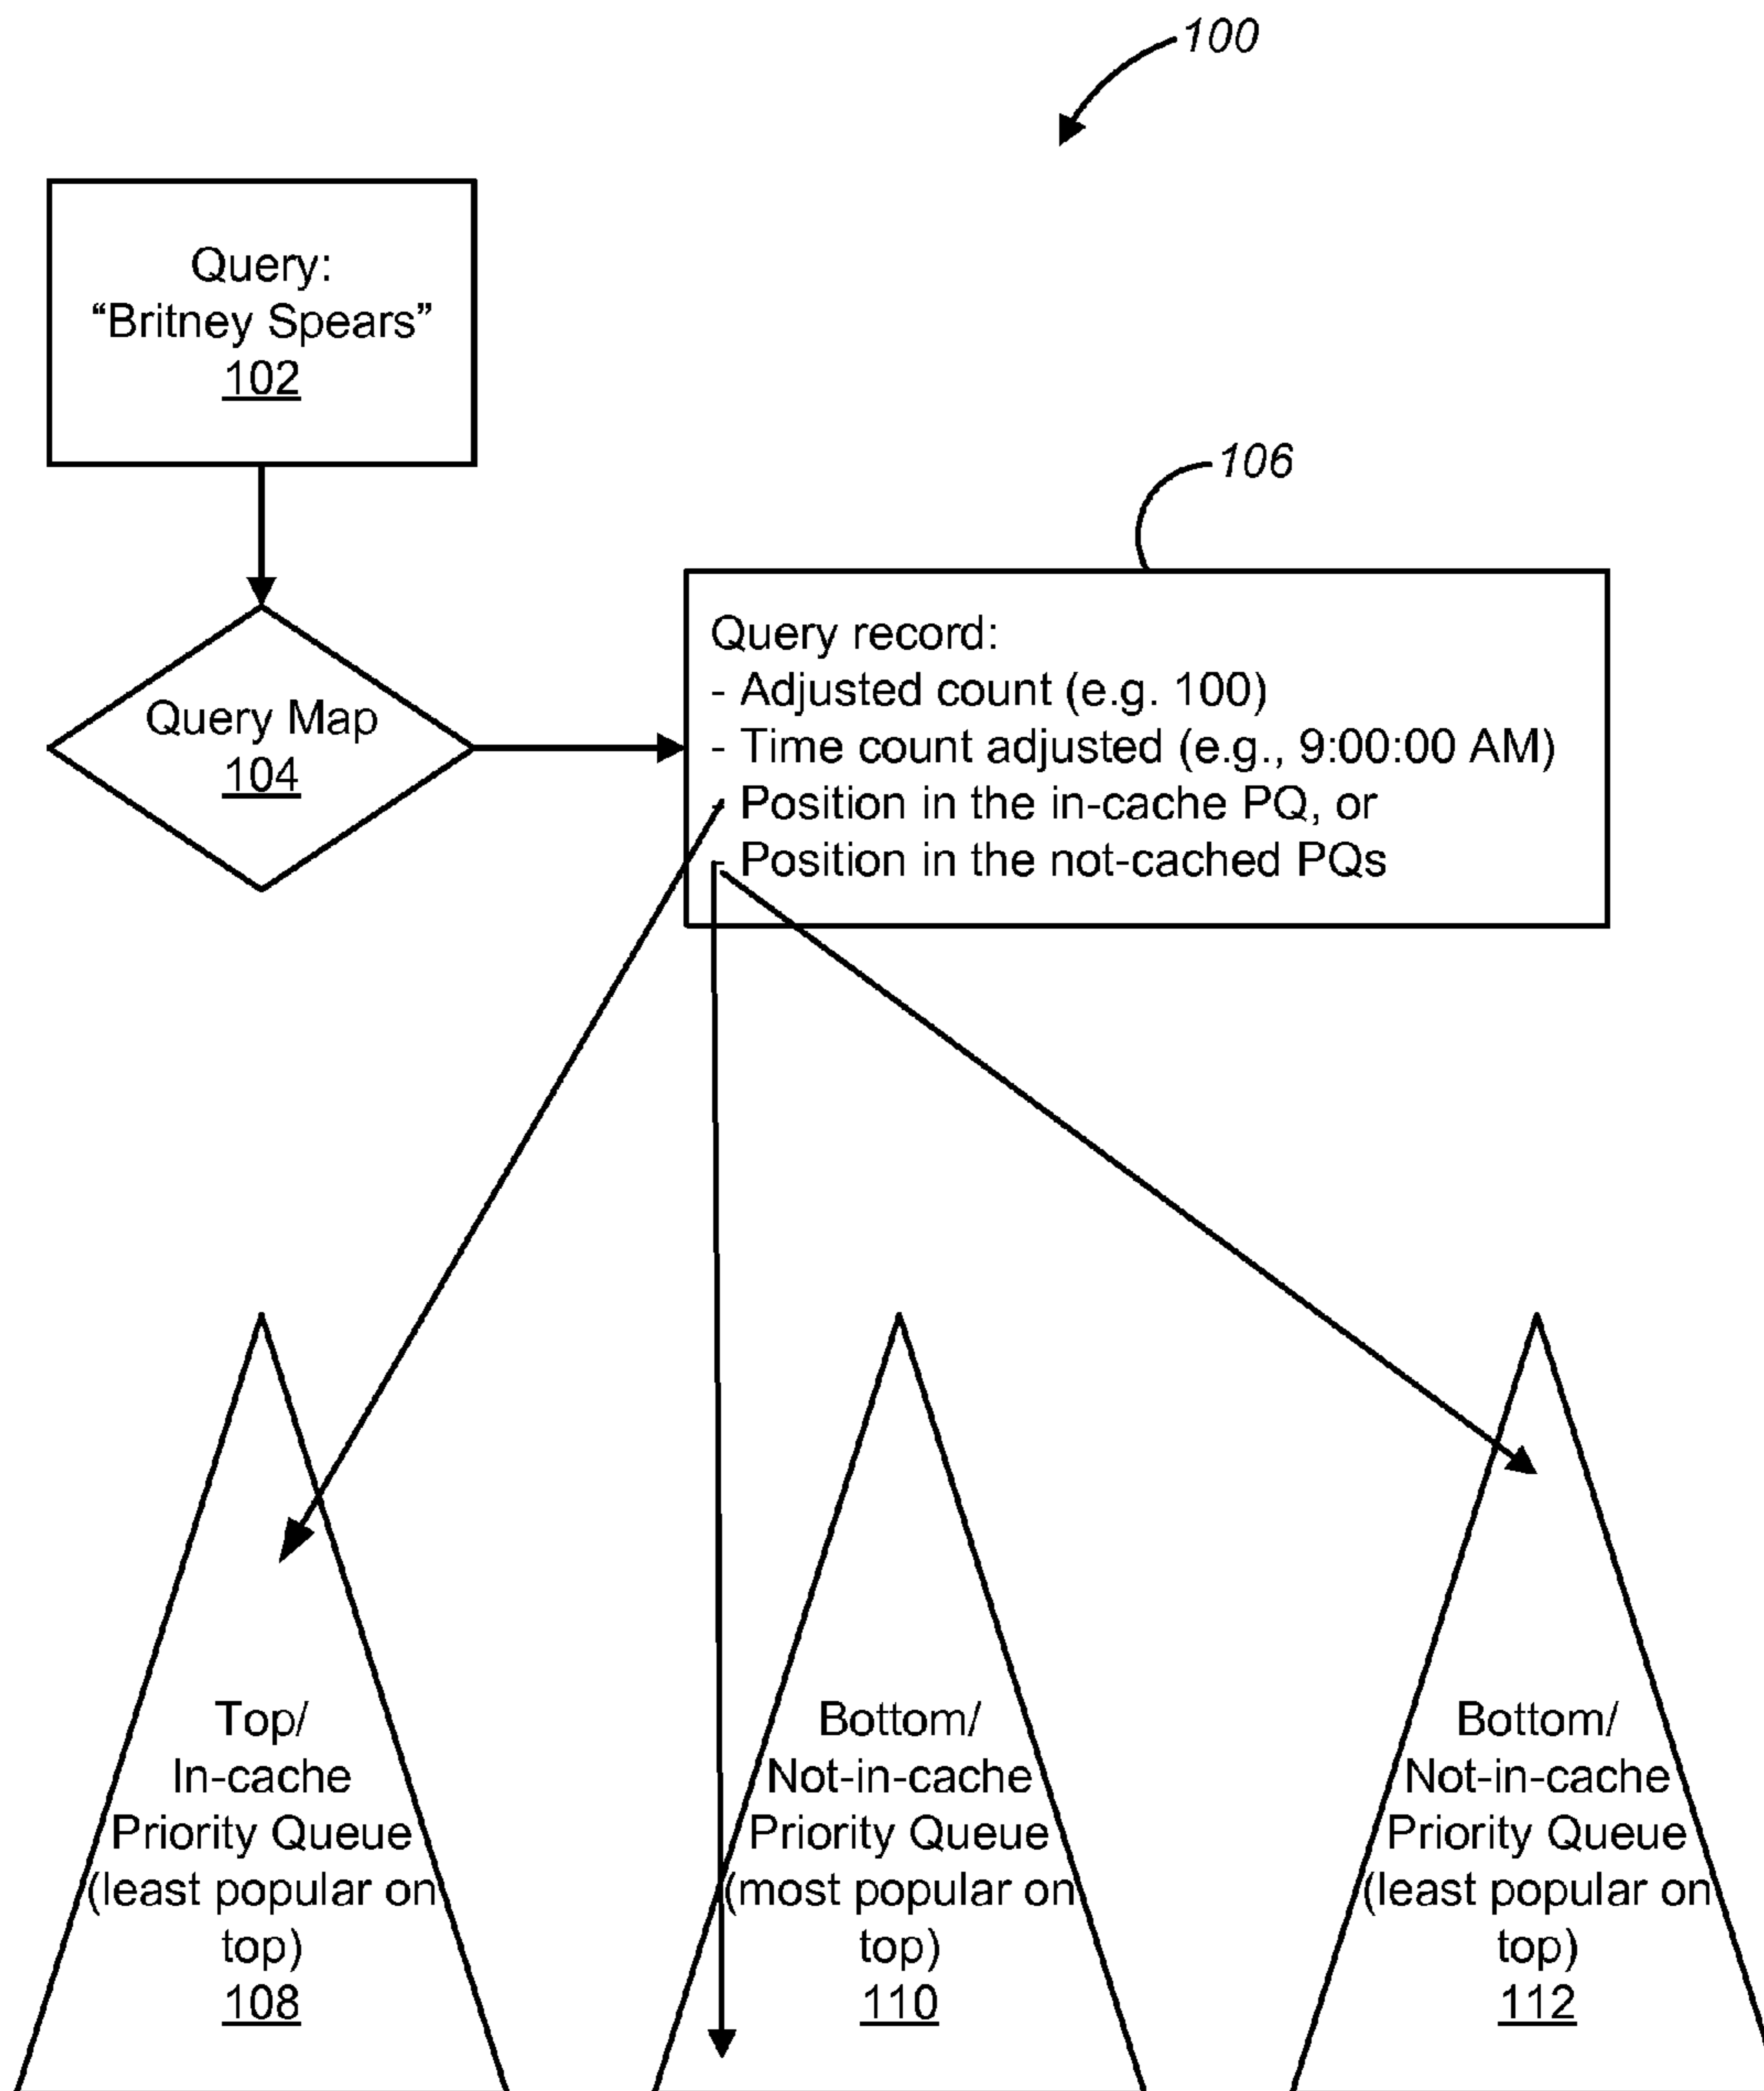 100
Query:
“Britney Spears”
102
106
Query record:
- Adjusted count (e.g. 100)
- Time count adjusted (e.g., 9:00:00 AM)
- Position in the in-cache PQ, or
- Position in the not-cached PQs
Query Map
104
Top/
In-cache
Priority Queue
(least popular on
top)
108
Bottom/
Not-in-cache
Priority Queue
(most popular on
top)
110
Bottom/
Not-in-cache
Priority Queue
(least popular on
top)
112